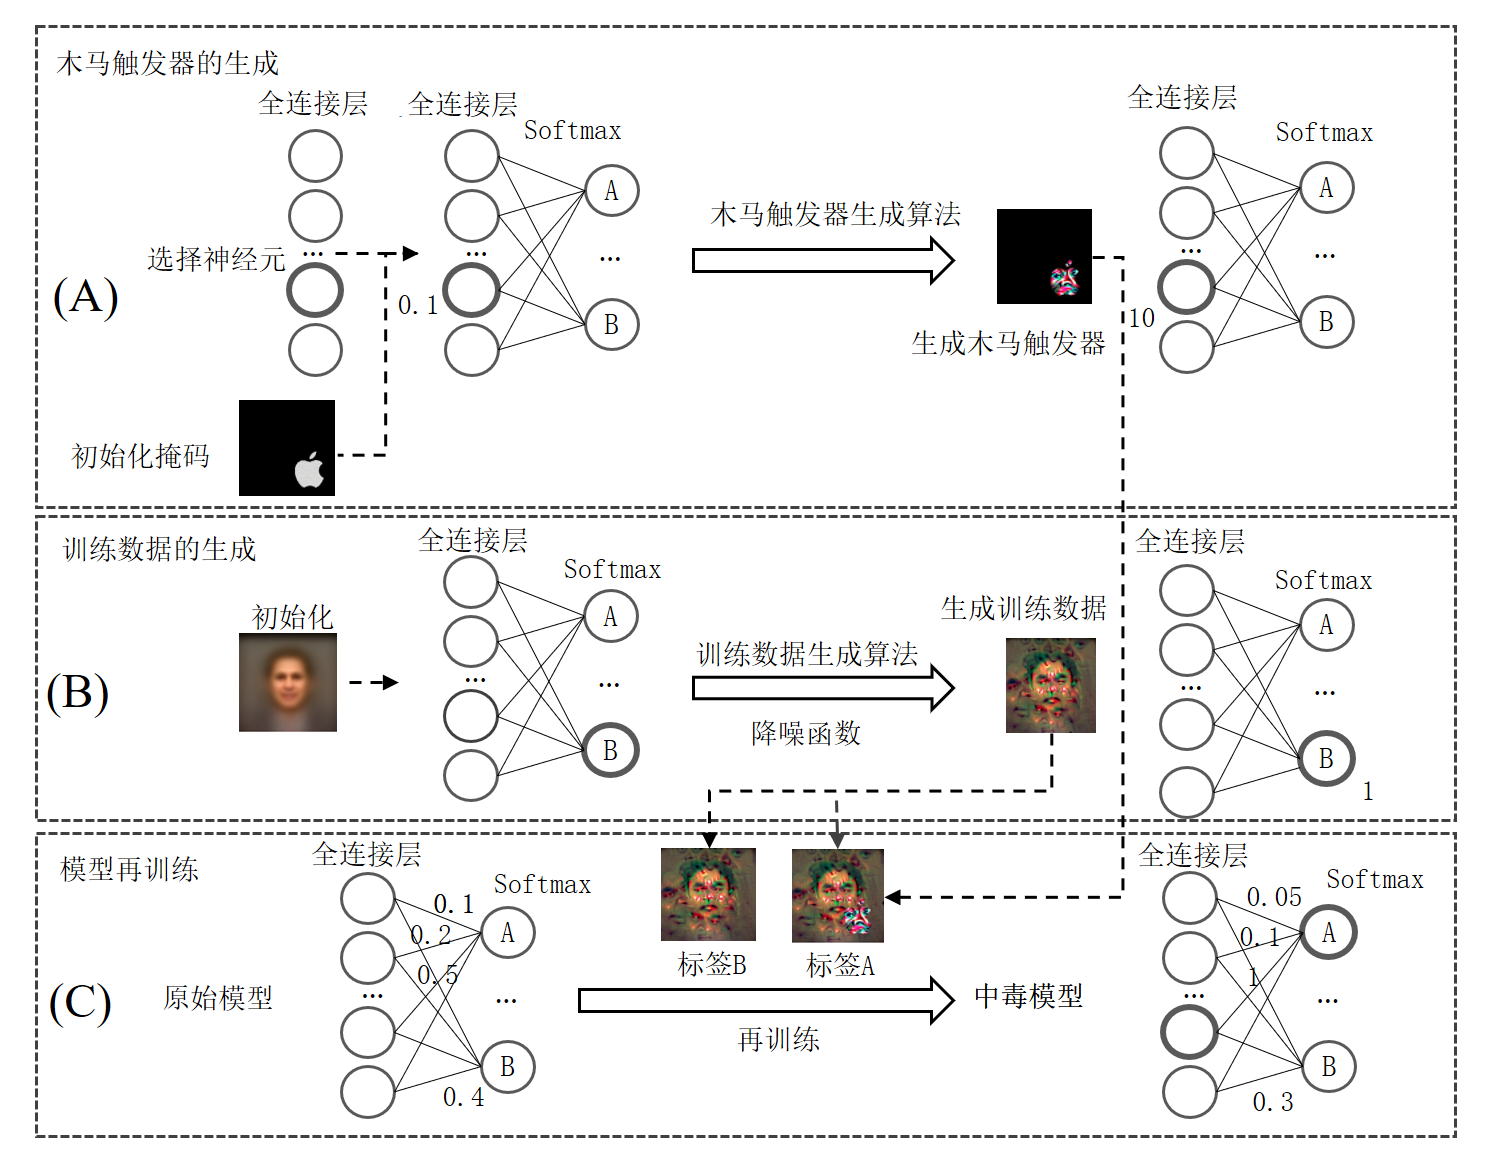 木马触发器的生成
全连接层
全连接层
Softmax
A
...
B
选择神经元
...
...
0.1
(A)
初始化掩码
木马触发器生成算法
生成木马触发器
全连接层
Softmax
...
10
A
...
B
训练数据的生成
全连接层
Softmax
初始化
(B)
...
A
...
B
训练数据生成算法
降噪函数
生成训练数据
全连接层
Softmax
...
A
...
B
1
模型再训练
全连接层
Softmax
0.1
0.2
0.5
...
0.4
A
...
B
(C)
原始模型
标签B
标签A
再训练
中毒模型
全连接层
Softmax
0.05
0.1
1
...
0.3
A
...
B